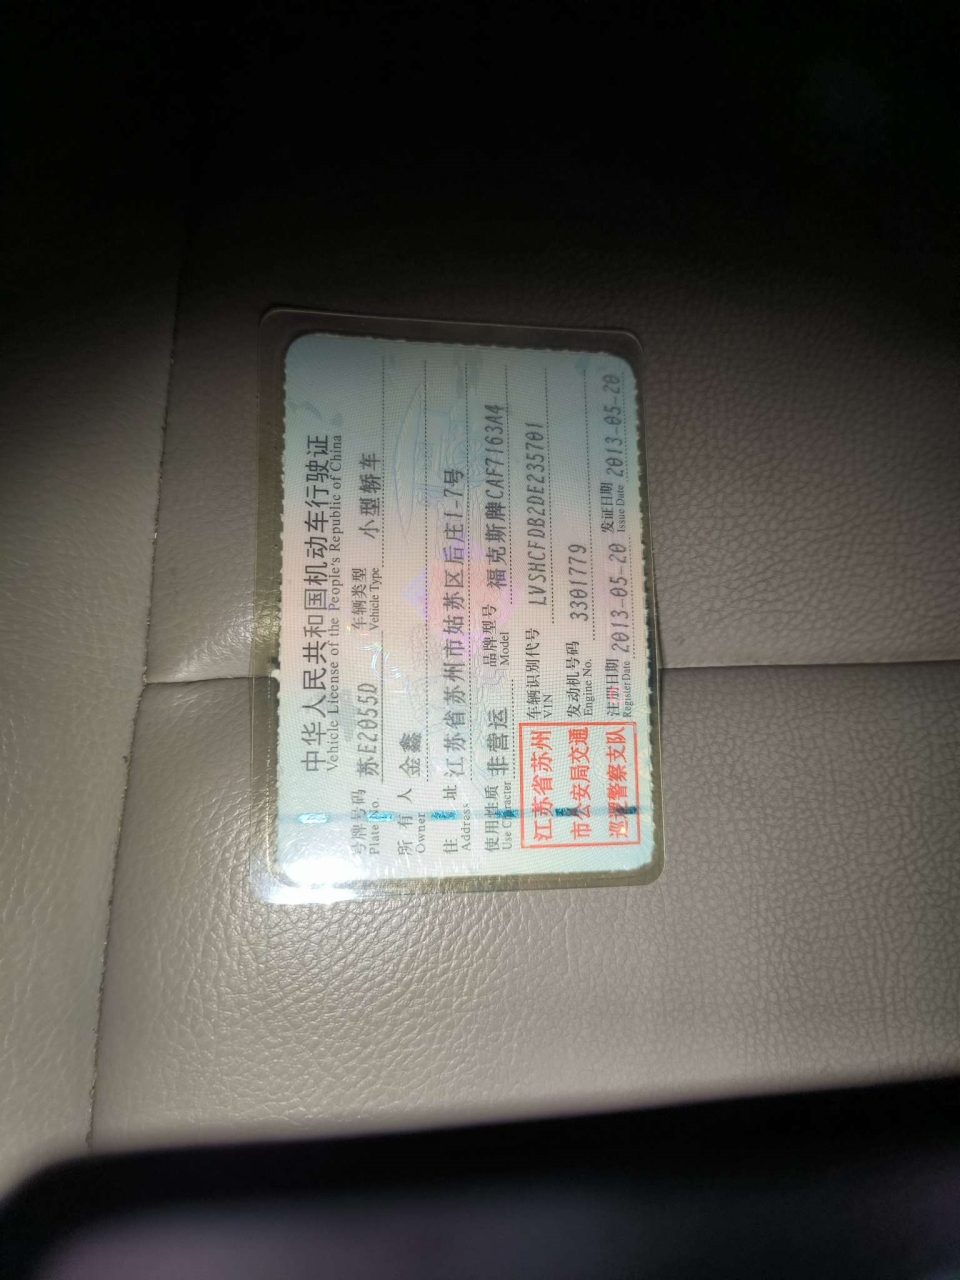 中华人民共和国机动车行驶证
Vehicle License of the People's Republic of China
号牌号码 苏E2055D 车辆类型 小型轿车
Plate No. Vehicle Type
所有人 金鑫
Owner
住址 江苏省苏州市姑苏区后庄1-7号
Address
使用性质 非营运 品牌型号 福克斯牌CAF7163A4
Use Character Model
江苏省苏州
市公安局交通
巡逻警察支队
车辆识别代号 LVSHCFDB2DE235701
VIN
发动机号码 3301779
Engine No.
注册日期 2013-05-20 发证日期 2013-05-20
Register Date Issue Date